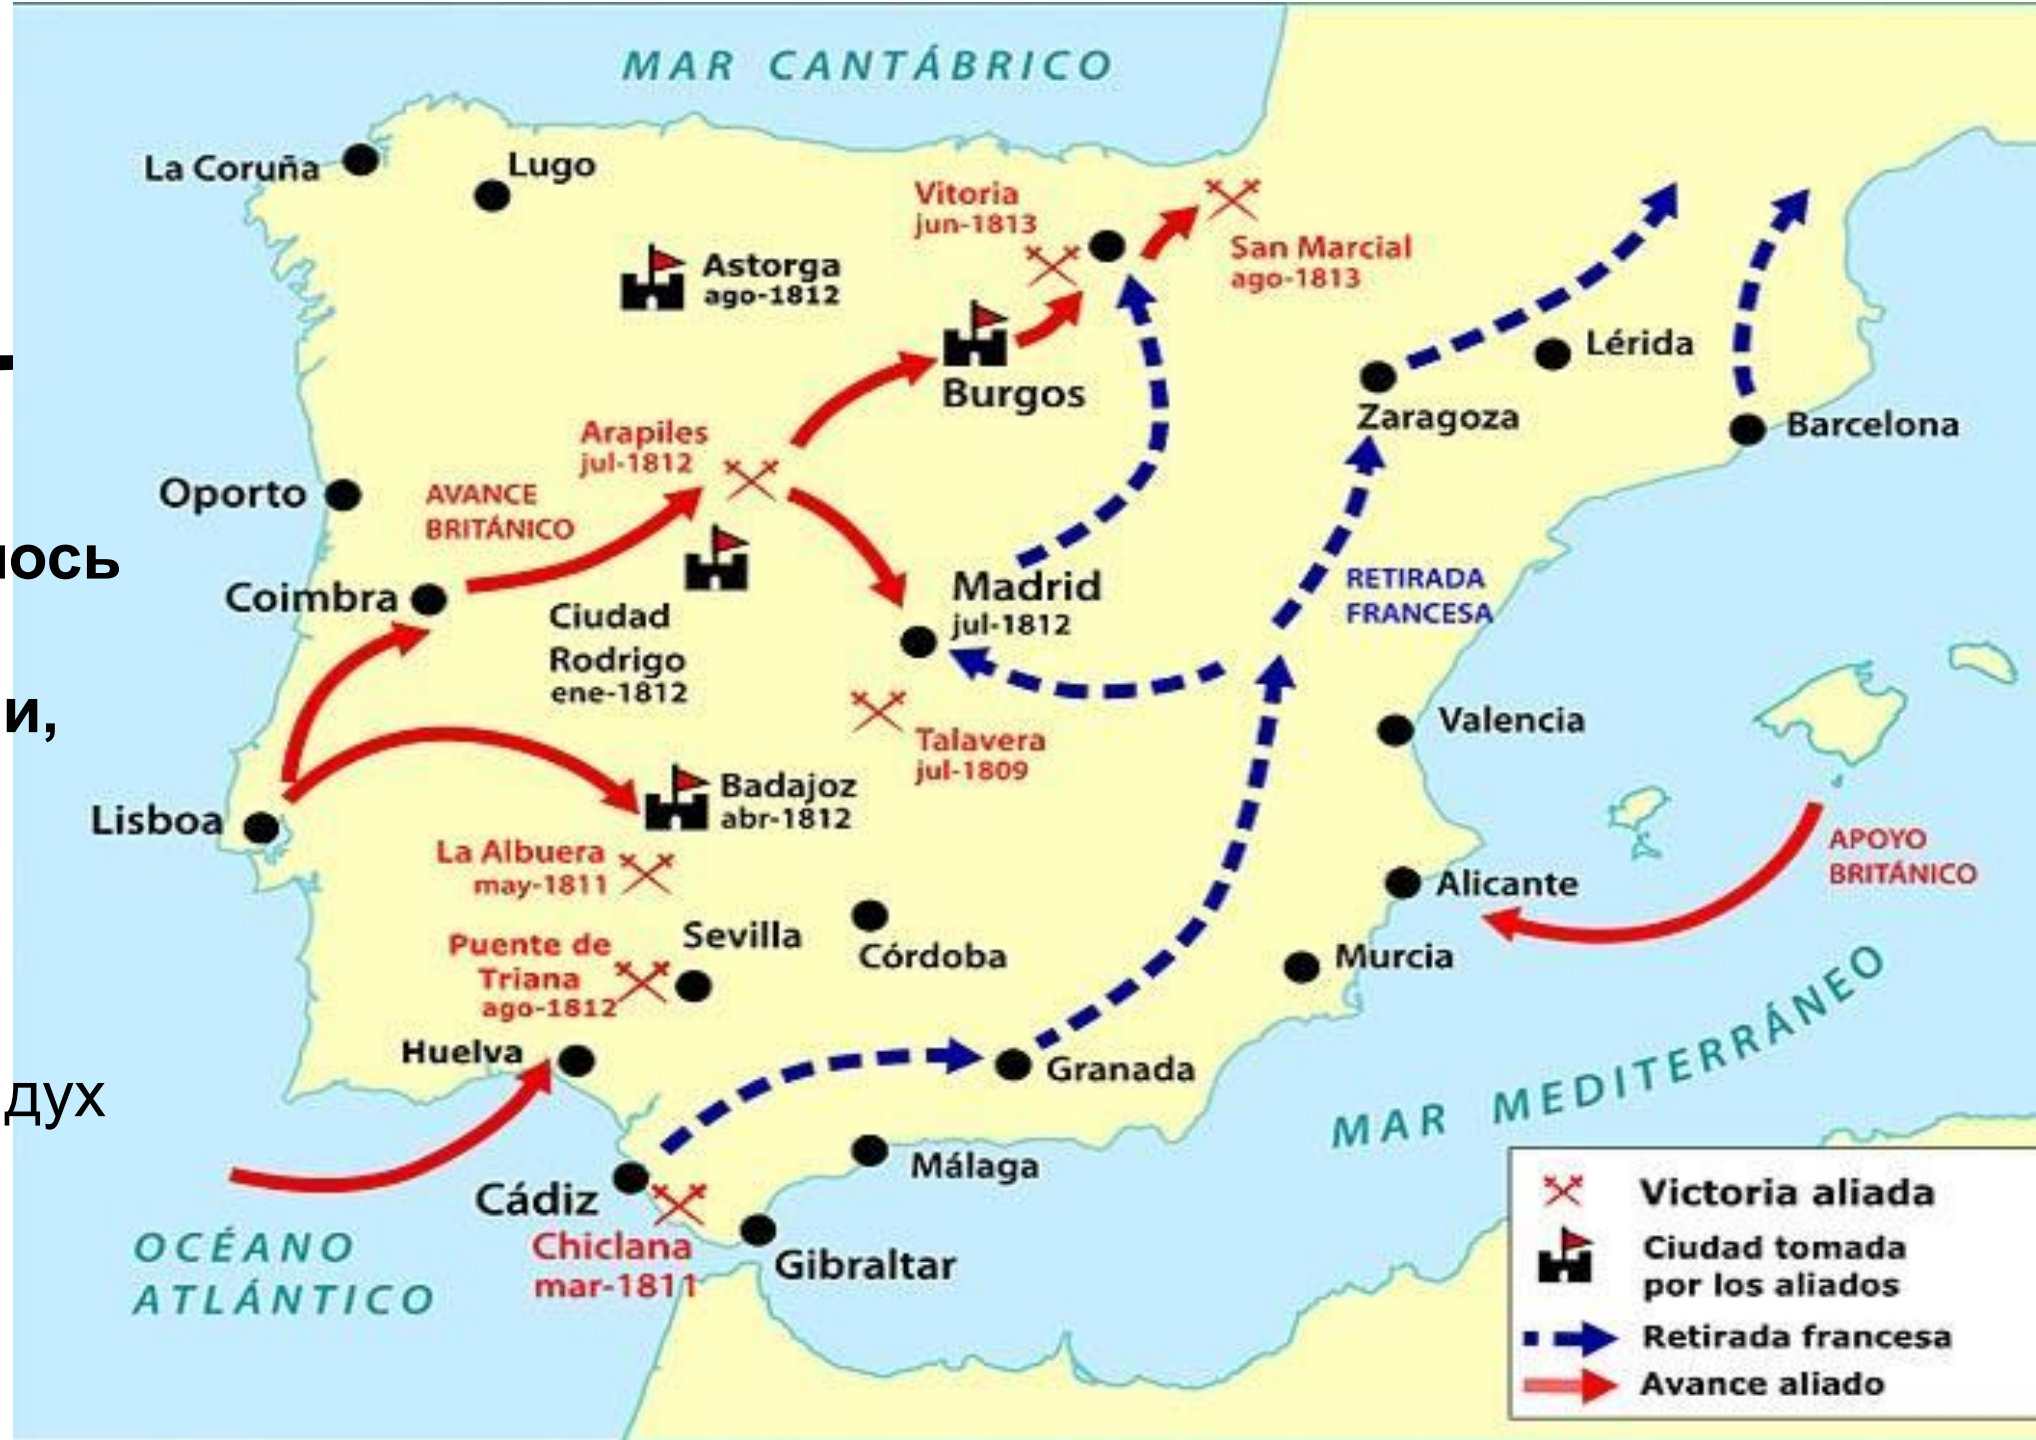 MAR CANTÁBRICO
La Coruña
Lugo
Vitoria
jun-1813
San Marcial
ago-1813
Astorga
ago-1812
Burgos
Lérida
Zaragoza
Barcelona
Arapiles
jul-1812
Oporto
AVANCE
BRITÁNICO
Coimbra
Ciudad
Rodrigo
ene-1812
Madrid
jul-1812
RETIRADA
FRANCESA
и,
Talavera
jul-1809
Valencia
Lisboa
Badajoz
abr-1812
La Albuera
may-1811
APOYO
BRITÁNICO
Alicante
Sevilla
Córdoba
Murcia
Puente de
Triana
ago-1812
Huelva
Granada
дух
MAR MEDITERRÁNEO
Málaga
Cádiz
Chiclana
mar-1811
Gibraltar
OCÉANO
ATLÁNTICO
Victoria aliada
Ciudad tomada
por los aliados
Retirada francesa
Avance aliado